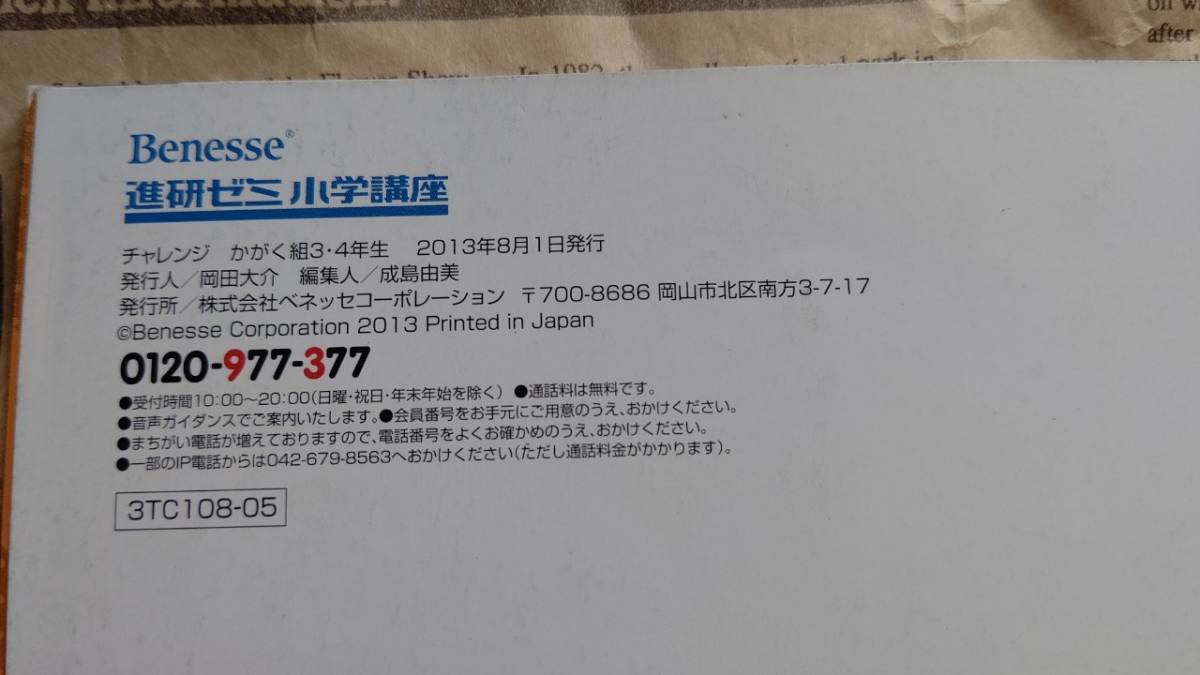 on w
after
In 1982
park in
Benesse®
進研ゼミ 小学講座
チャレンジ かがく組3・4年生 2013年8月1日発行
発行人／岡田大介 編集人／成島由美
発行所／株式会社ベネッセコーポレーション 〒700-8686 岡山市北区南方3-7-17
©Benesse Corporation 2013 Printed in Japan
0120-977-377
●受付時間10:00〜20:00(日曜・祝日・年末年始を除く) ●通話料は無料です。
●音声ガイダンスでご案内いたします。●会員番号をお手元にご用意のうえ、おかけください。
●まちがい電話が増えておりますので、電話番号をよくお確かめのうえ、おかけください。
●一部のIP電話からは042-679-8563へおかけください(ただし通話料金がかかります)。
3TC108-05